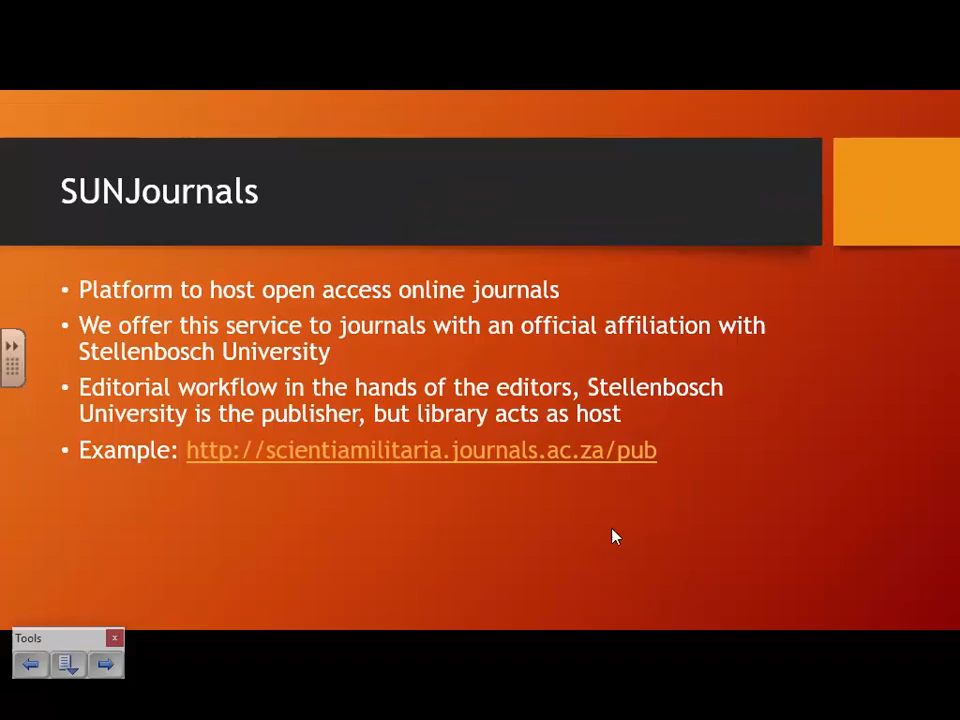 SUNJournals
• Platform to host open access online journals
• We offer this service to journals with an official affiliation with
Stellenbosch University
• Editorial workflow in the hands of the editors, Stellenbosch
University is the publisher, but library acts as host
• Example: http://scientiamilitaria.journals.ac.za/pub
Tools
x